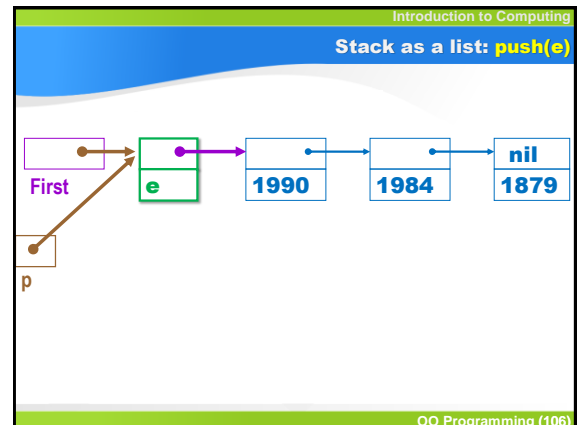 Introduction to Computing
Stack as a list: push(e)
nil
First
e
1990
1984
1879
p
OO Programming (106)